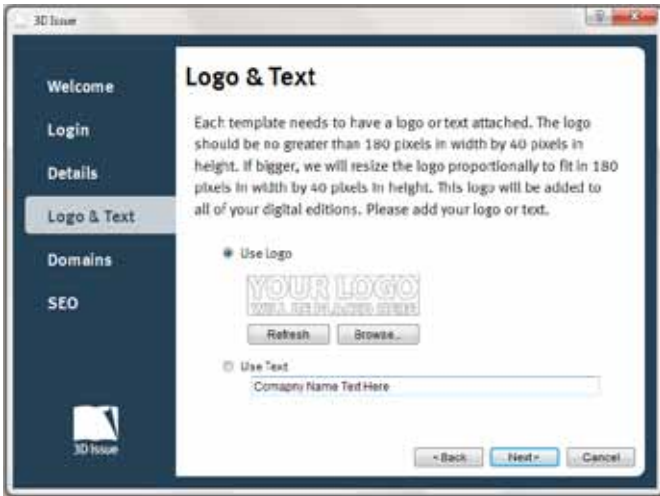 3D Issue
Welcome
Login
Details
Logo & Text
Domains
SEO
3D Issue
Logo & Text
Each template needs to have a logo or text attached. The logo
should be no greater than 180 pixels in width by 40 pixels in
height. If bigger, we will resize the logo proportionally to fit in 180
pixels in width by 40 pixels in height. This logo will be added to
all of your digital editions. Please add your logo or text.
Use Logo
YOUR LOGO
WILL BE PLACED HERE
Refresh Browse...
Use Text
Comapny Name Text Here
< Back Next > Cancel